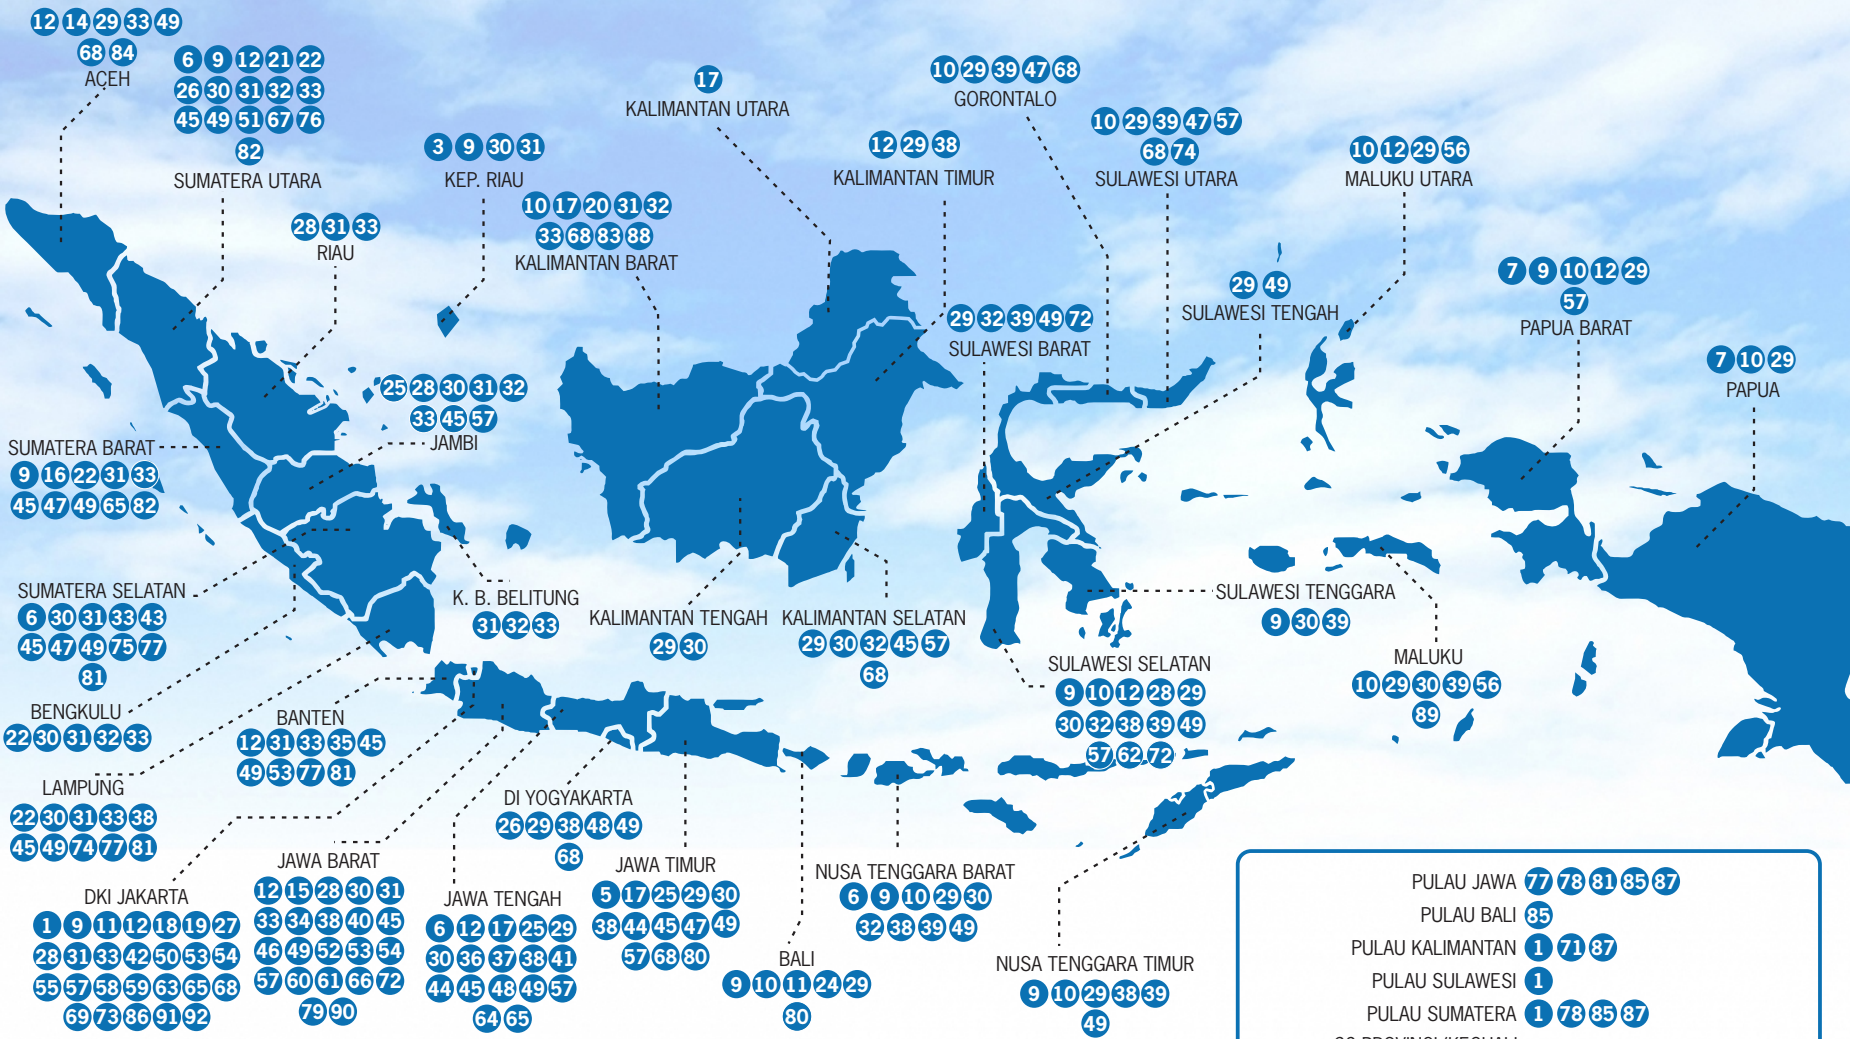 12 14 29 33 49
68 84
ACEH
6 9 12 21 22
26 30 31 32 33
45 49 51 67 76
82
SUMATERA UTARA
28 31 33
RIAU
3 9 30 31
KEP. RIAU
10 17 20 31 32
33 68 83 88
KALIMANTAN BARAT
17
KALIMANTAN UTARA
12 29 38
KALIMANTAN TIMUR
10 29 39 47 68
GORONTALO
10 29 39 47 57
68 74
SULAWESI UTARA
29 32 39 49 72
SULAWESI BARAT
29 49
SULAWESI TENGAH
10 12 29 56
MALUKU UTARA
7 9 10 12 29
57
PAPUA BARAT
7 10 29
PAPUA
25 28 30 31 32
33 45 57
JAMBI
SUMATERA BARAT
9 16 22 31 33
45 47 49 65 82
SUMATERA SELATAN
6 30 31 33 43
45 47 49 75 77
81
BENGKULU
22 30 31 32 33
LAMPUNG
22 30 31 33 38
45 49 74 77 81
K. B. BELITUNG
31 32 33
KALIMANTAN TENGAH
29 30
KALIMANTAN SELATAN
29 30 32 45 57
68
SULAWESI TENGGARA
9 30 39
SULAWESI SELATAN
9 10 12 28 29
30 32 38 39 49
57 62 72
MALUKU
10 29 30 39 56
89
BANTEN
12 31 33 35 45
49 53 77 81
DKI JAKARTA
1 9 11 12 18 19 27
28 31 33 42 50 53 54
55 57 58 59 63 65 68
69 73 86 91 92
JAWA BARAT
12 15 28 30 31
33 34 38 40 45
46 49 52 53 54
57 60 61 66 72
79 90
JAWA TENGAH
6 12 17 25 29
30 36 37 38 41
44 45 48 49 57
64 65
DI YOGYAKARTA
26 29 38 48 49
68
JAWA TIMUR
5 17 25 29 30
38 44 45 47 49
57 68 80
BALI
9 10 11 24 29
80
NUSA TENGGARA BARAT
6 9 10 29 30
32 38 39 49
NUSA TENGGARA TIMUR
9 10 29 38 39
49
PULAU JAWA 77 78 81 85 87
PULAU BALI 85
PULAU KALIMANTAN 1 71 87
PULAU SULAWESI 1
PULAU SUMATERA 1 78 85 87